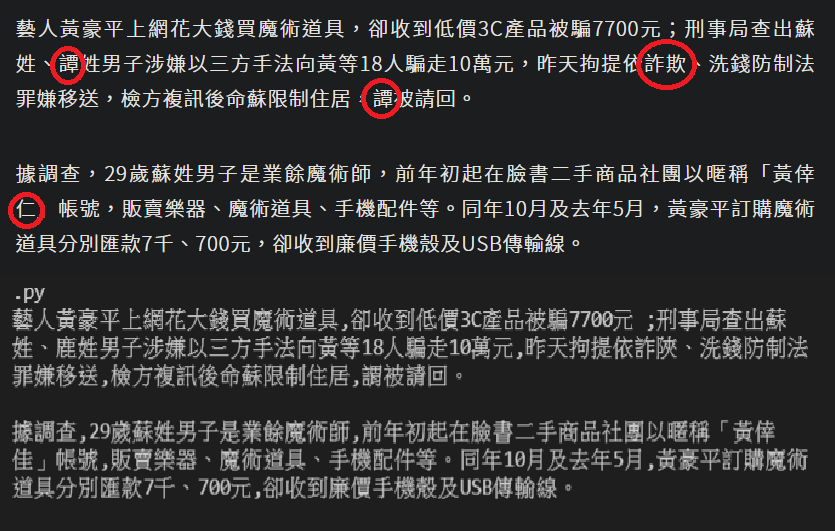 藝人黃豪平上網花大錢買魔術道具，卻收到低價3C產品被騙7700元；刑事局查出蘇
姓、譚姓男子涉嫌以三方手法向黃等18人騙走10萬元，昨天拘提依詐欺、洗錢防制法
罪嫌移送，檢方複訊後命蘇限制住居，譚被請回。
據調查，29歲蘇姓男子是業餘魔術師，前年初起在臉書二手商品社團以暱稱「黃倖
仁」帳號，販賣樂器、魔術道具、手機配件等。同年10月及去年5月，黃豪平訂購魔術
道具分別匯款7千、700元，卻收到廉價手機殼及USB傳輸線。
.py
藝人黃豪平上網花大錢買魔術道具,卻收到低價3C產品被騙7700元 ;刑事局查出蘇
姓、鹿姓男子涉嫌以三方手法向黃等18人騙走10萬元,昨天拘提依詐陝、洗錢防制法
罪嫌移送,檢方複訊後命蘇限制住居,謂被請回。
據調查,29歲蘇姓男子是業餘魔術師,前年初起在臉書二手商品社團以暱稱「黃倖
佳」帳號,販賣樂器、魔術道具、手機配件等。同年10月及去年5月,黃豪平訂購魔術
道具分別匯款7千、700元,卻收到廉價手機殼及USB傳輸線。